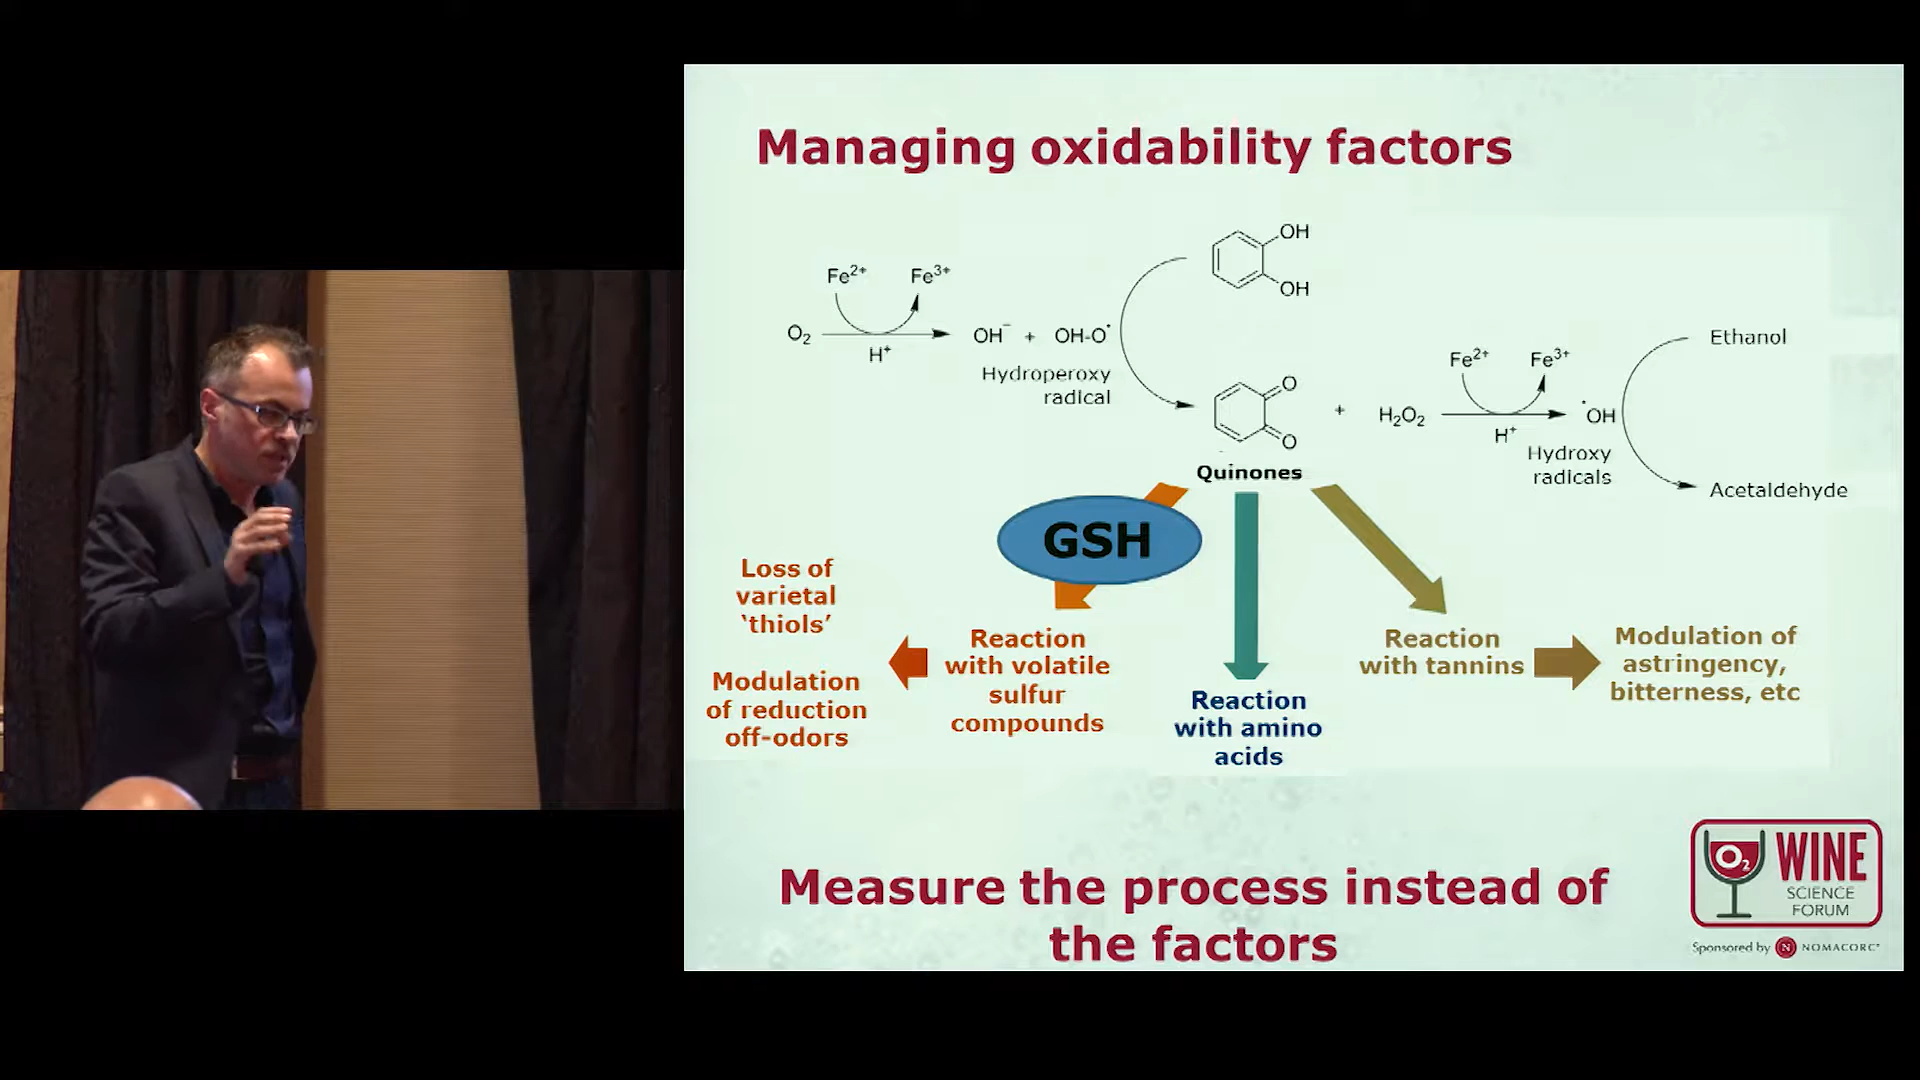 Managing oxidability factors
OH
OH
Fe2+ Fe3+
O2
H+
OH- + OH-O•
Hydroperoxy
radical
O
O
Quinones
+ H2O2
Fe2+ Fe3+
H+
•OH
Hydroxy
radicals
Ethanol
Acetaldehyde
GSH
Loss of
varietal
‘thiols’
Modulation
of reduction
off-odors
Reaction
with volatile
sulfur
compounds
Reaction
with amino
acids
Reaction
with tannins
Modulation of
astringency,
bitterness, etc
Measure the process instead of
the factors
O2 WINE
SCIENCE
FORUM
Sponsored by N NOMACORC